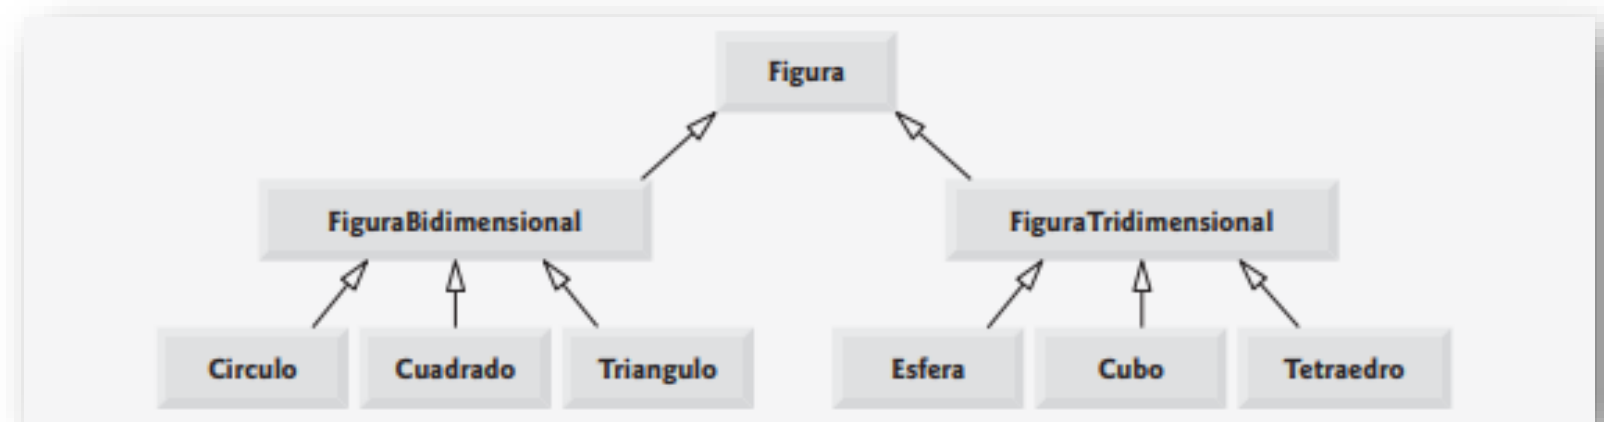 Figura
FiguraBidimensional
FiguraTridimensional
Circulo
Cuadrado
Triangulo
Esfera
Cubo
Tetraedro